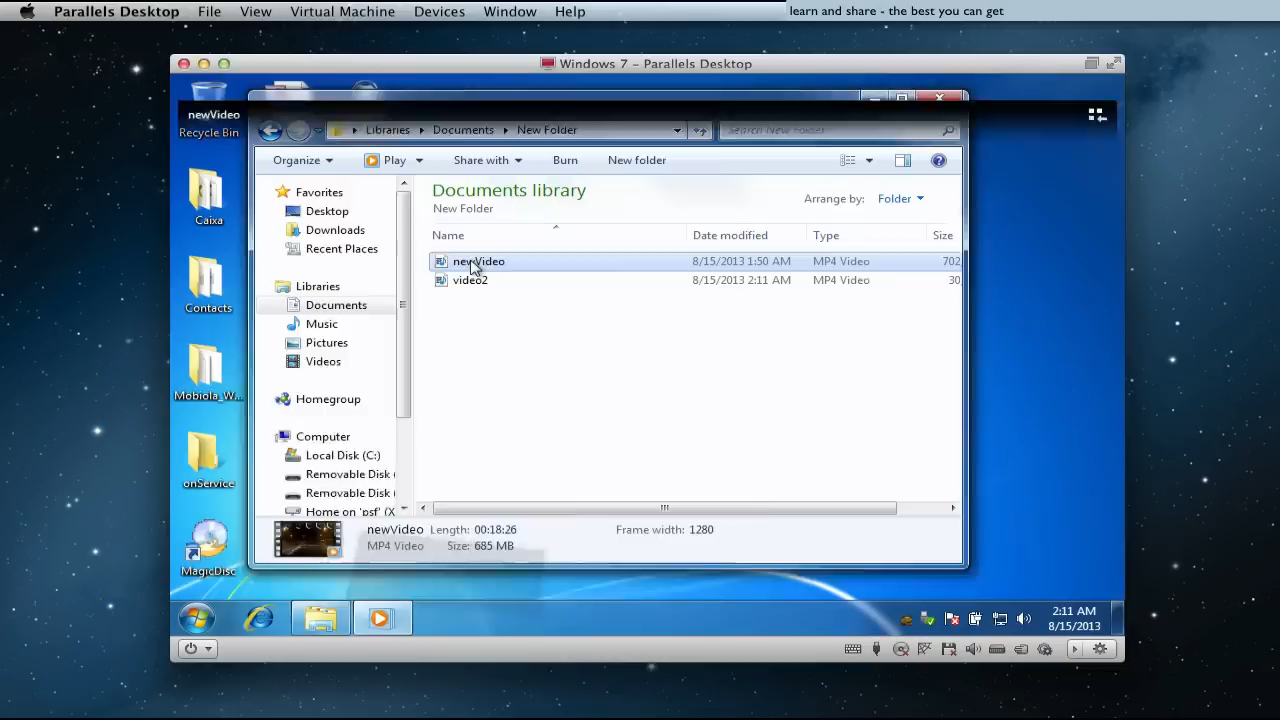 Parallels Desktop File View Virtual Machine Devices Window Help
learn and share - the best you can get
Windows 7 - Parallels Desktop
newVideo
Recycle Bin
Libraries Documents New Folder
Search New Folder
Organize Play Share with Burn New folder
Favorites
Desktop
Downloads
Recent Places
Libraries
Documents
Music
Pictures
Videos
Homegroup
Computer
Local Disk (C:)
Removable Disk (
Removable Disk (
Home on 'psf' (X
Documents library
New Folder
Arrange by: Folder
Name Date modified Type Size
newVideo 8/15/2013 1:50 AM MP4 Video 702,
video2 8/15/2013 2:11 AM MP4 Video 30,
newVideo Length: 00:18:26 Frame width: 1280
MP4 Video Size: 685 MB
Caixa
Contacts
Mobiola_W...
onService
MagicDisc
2:11 AM
8/15/2013